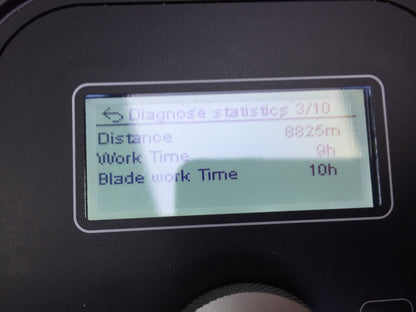 Diagnose statistics 3/10
Distance 8825m
Work Time 9h
Blade work Time 10h